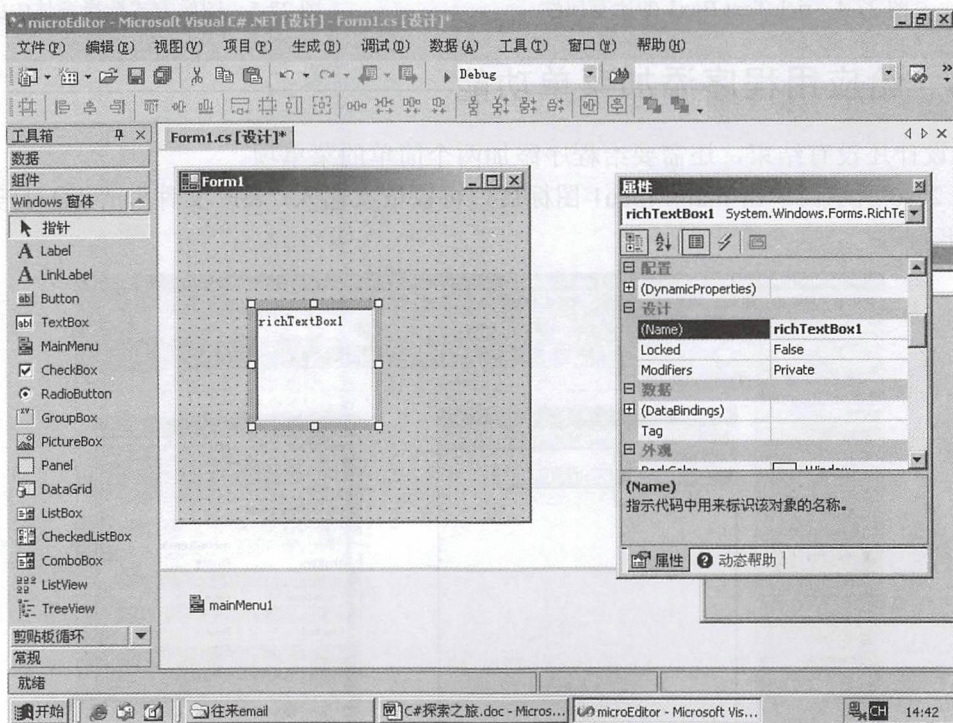 microEditor - Microsoft Visual C# .NET [设计] - Form1.cs [设计]*
文件(F) 编辑(E) 视图(V) 项目(P) 生成(B) 调试(D) 数据(A) 工具(T) 窗口(W) 帮助(H)
Debug
工具箱
Form1.cs [设计]*
数据
组件
Windows 窗体
指针
A Label
A LinkLabel
ab Button
abl TextBox
MainMenu
CheckBox
RadioButton
XY GroupBox
PictureBox
Panel
DataGrid
ListBox
CheckedListBox
ComboBox
ListView
TreeView
剪贴板循环
常规
Form1
richTextBox1
mainMenu1
属性
richTextBox1 System.Windows.Forms.RichTe
配置
(DynamicProperties)
设计
(Name) richTextBox1
Locked False
Modifiers Private
数据
(DataBindings)
Tag
外观
BackColor Window
(Name)
指示代码中用来标识该对象的名称。
属性 动态帮助
就绪
开始 往来email C#探索之旅.doc - Micros... microEditor - Microsoft Vis... CH 14:42